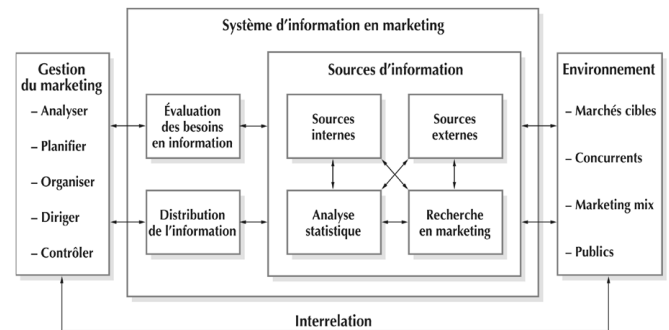 Système d'information en marketing
Gestion
du marketing
– Analyser
– Planifier
– Organiser
– Diriger
– Contrôler
Évaluation
des besoins
en information
Distribution
de l'information
Sources d'information
Sources
internes
Sources
externes
Analyse
statistique
Recherche
en marketing
Environnement
– Marchés cibles
– Concurrents
– Marketing mix
– Publics
Interrelation